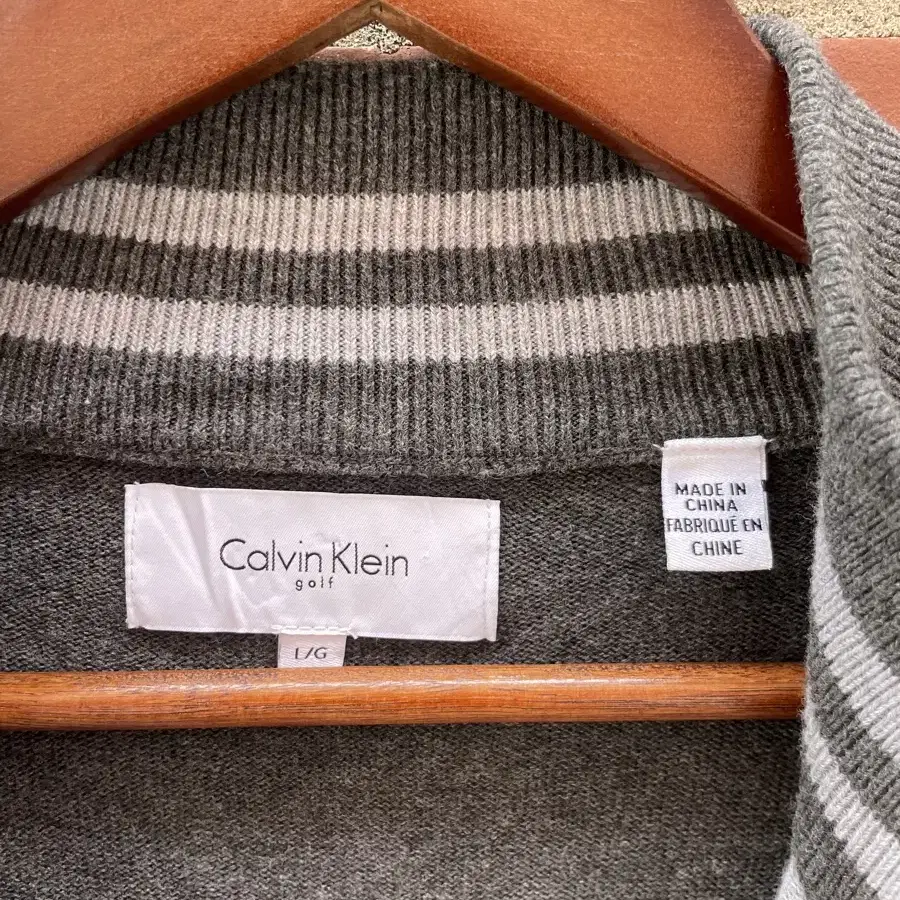 Calvin Klein
golf
L/G
MADE IN
CHINA
FABRIQUÉ EN
CHINE